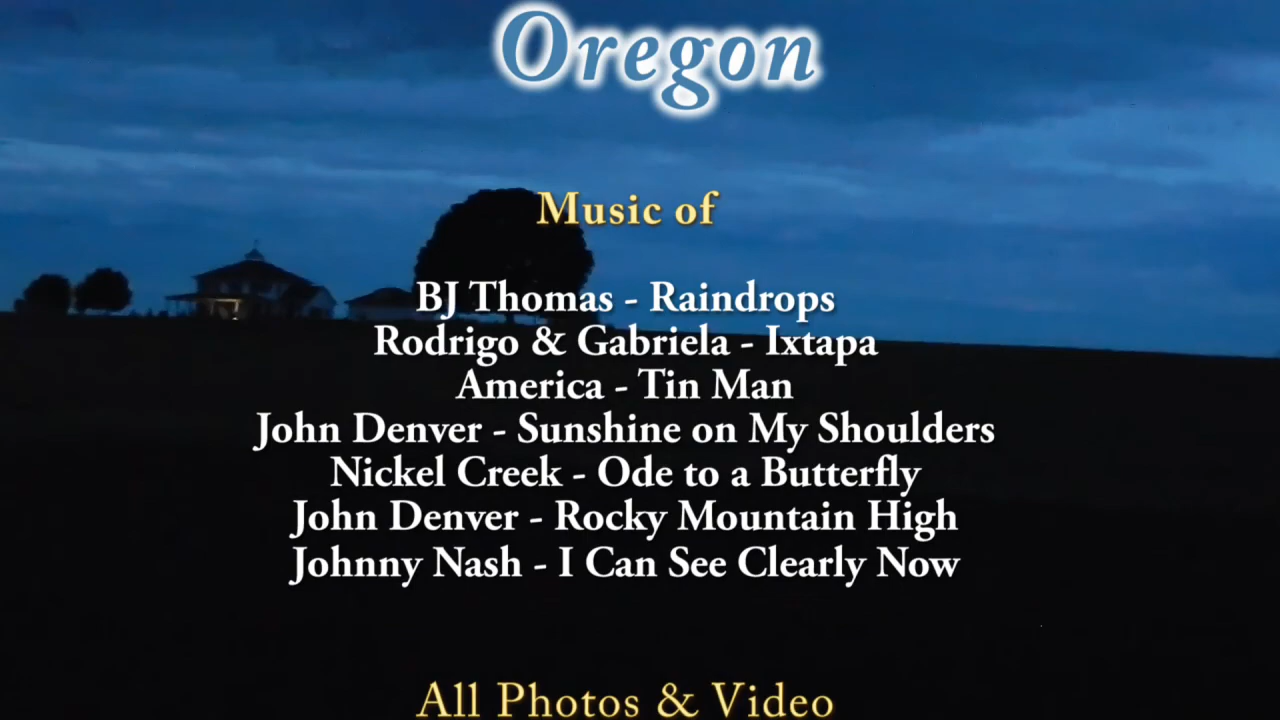 Oregon
Music of
BJ Thomas - Raindrops
Rodrigo & Gabriela - Ixtapa
America - Tin Man
John Denver - Sunshine on My Shoulders
Nickel Creek - Ode to a Butterfly
John Denver - Rocky Mountain High
Johnny Nash - I Can See Clearly Now
All Photos & Video